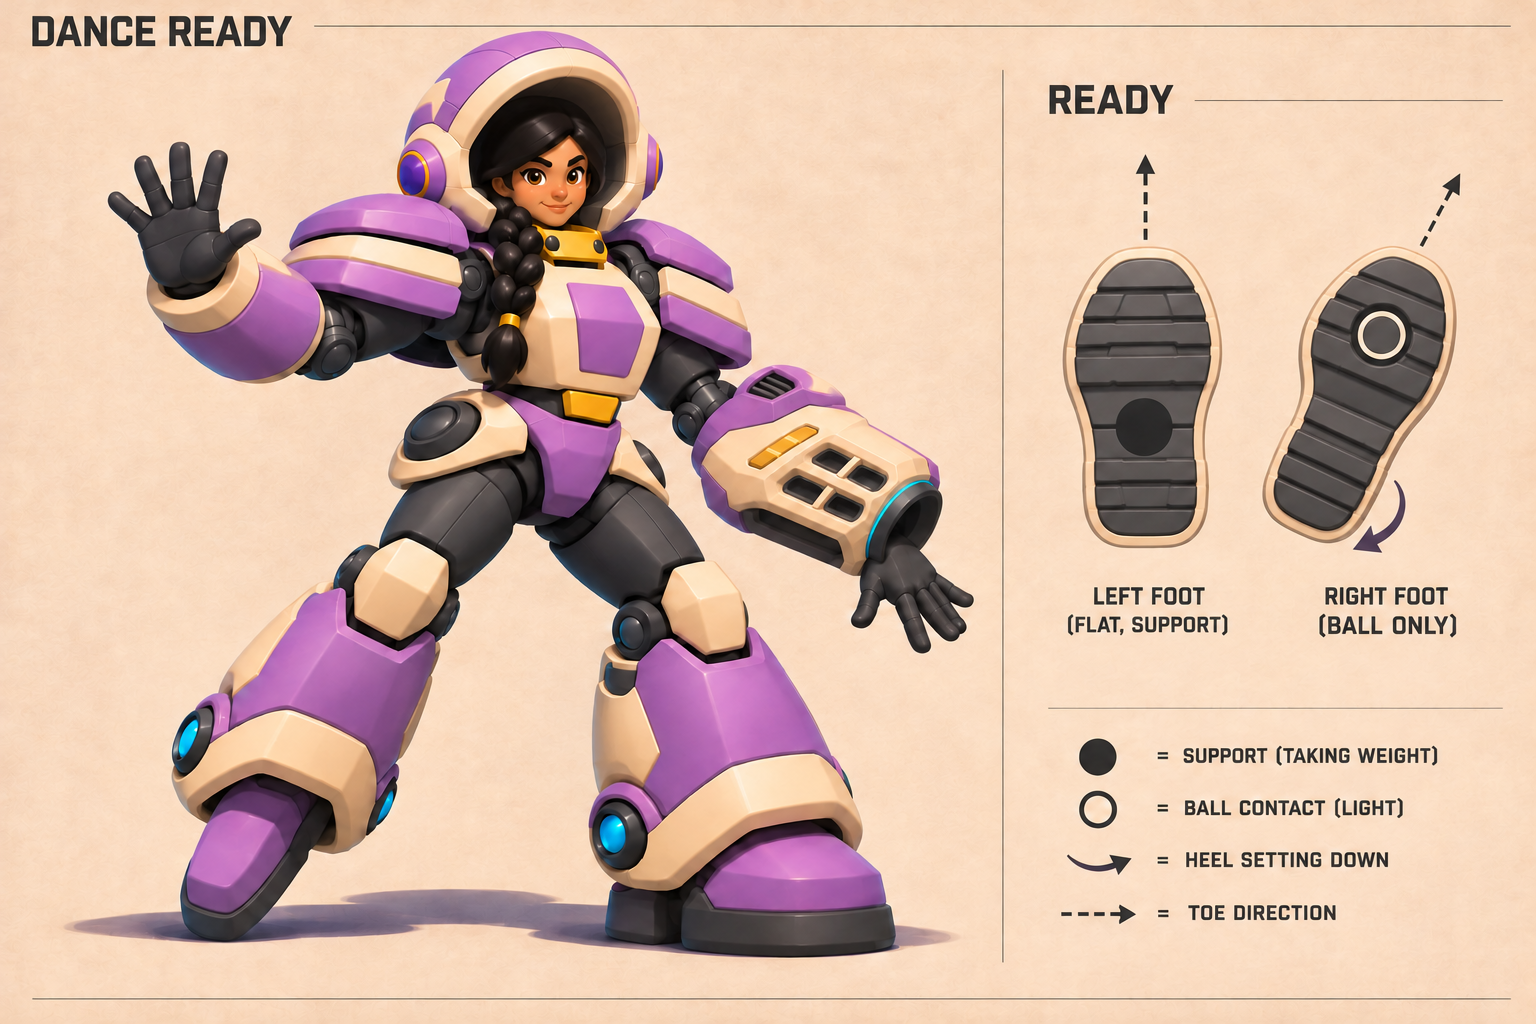 DANCE READY
READY
LEFT FOOT
(FLAT, SUPPORT)
RIGHT FOOT
(BALL ONLY)
= SUPPORT (TAKING WEIGHT)
= BALL CONTACT (LIGHT)
= HEEL SETTING DOWN
= TOE DIRECTION